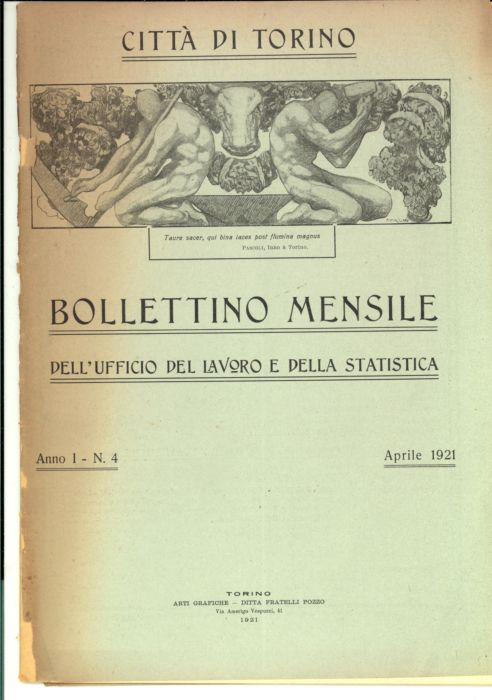 CITTÀ DI TORINO
Taure sacer, qui bina iaces post flumina magnus
PASCOLI, Inno a Torino.
BOLLETTINO MENSILE
DELL'UFFICIO DEL LAVORO E DELLA STATISTICA
Anno I - N. 4
Aprile 1921
TORINO
ARTI GRAFICHE — DITTA FRATELLI POZZO
Via Amerigo Vespucci, 41
1921